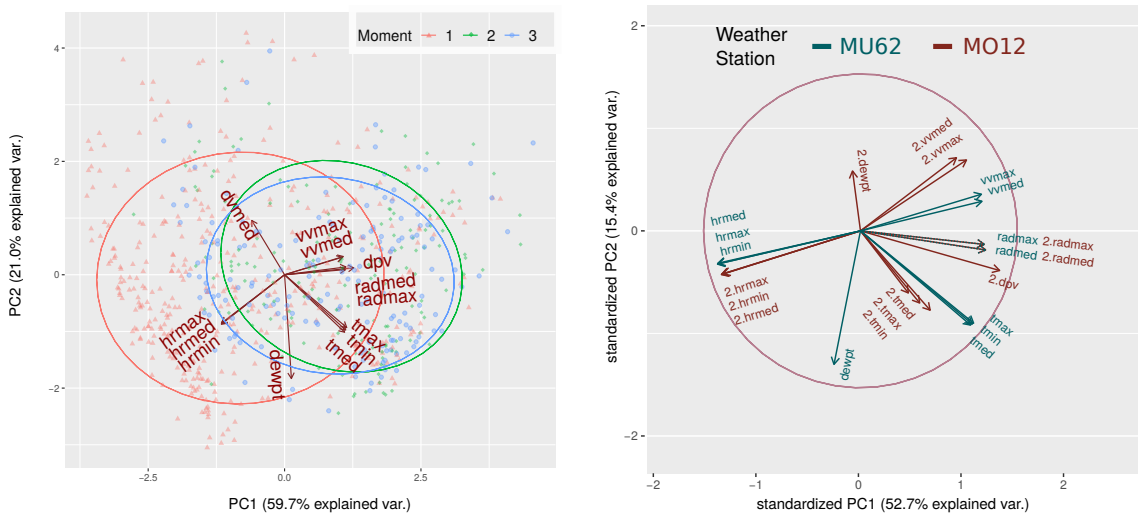 Moment 1 2 3
4
2
0
−2
PC2 (21.0% explained var.)
dvmed
vvmax
vvmed
dpv
radmed
radmax
hrmax
hrmed
hrmin
tmax
tmin
tmed
dewpt
−2.5
0.0
2.5
PC1 (59.7% explained var.)
Weather
Station
MU62
MO12
2
0
−2
standardized PC2 (15.4% explained var.)
2.dewpt
2.vvmed
2.vvmax
vvmax
vvmed
hrmed
hrmax
hrmin
radmax 2.radmax
radmed 2.radmed
2.dpv
2.hrmax
2.hrmin
2.hrmed
2.tmed
2.tmax
2.tmin
tmax
tmin
tmed
dewpt
−2
−1
0
1
2
standardized PC1 (52.7% explained var.)